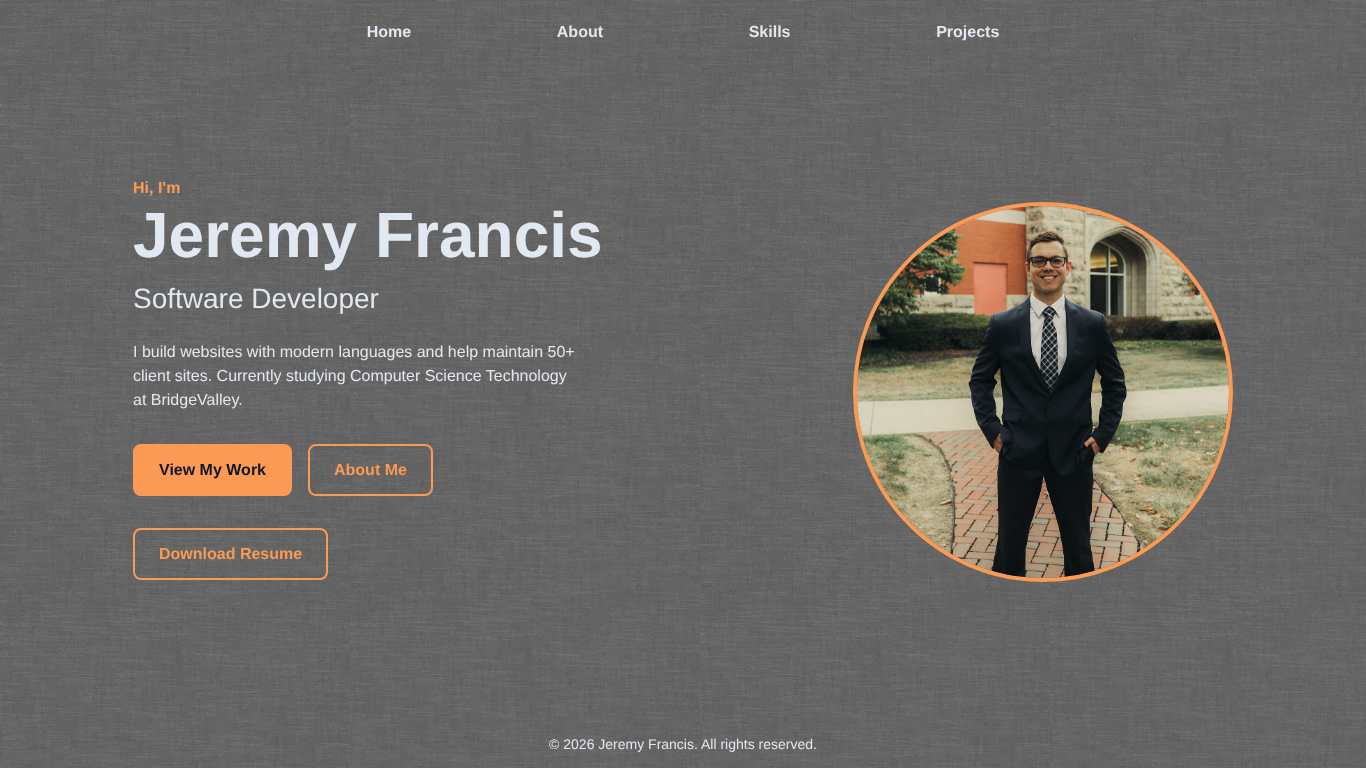 Home
About
Skills
Projects
Hi, I'm
Jeremy Francis
Software Developer
I build websites with modern languages and help maintain 50+
client sites. Currently studying Computer Science Technology
at BridgeValley.
View My Work
About Me
Download Resume
© 2026 Jeremy Francis. All rights reserved.